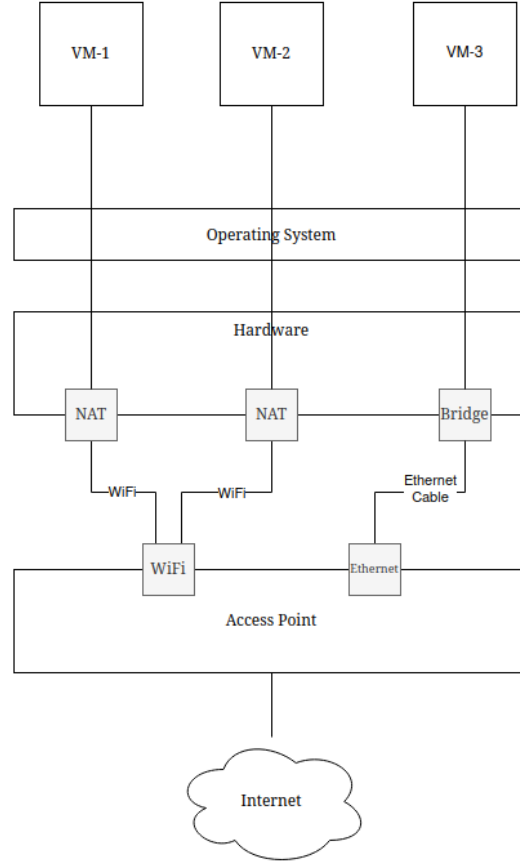 VM-1
VM-2
VM-3
Operating System
Hardware
NAT
NAT
Bridge
WiFi
WiFi
Ethernet
Cable
WiFi
Ethernet
Access Point
Internet